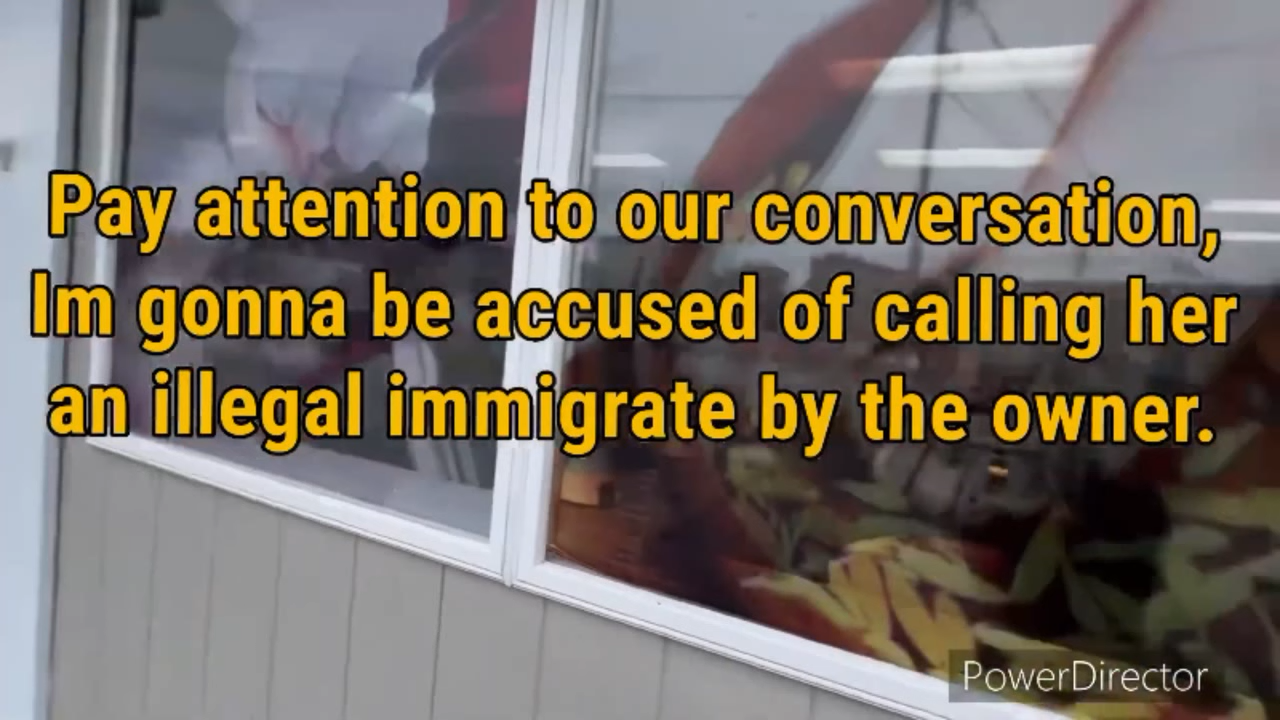 Pay attention to our conversation,
Im gonna be accused of calling her
an illegal immigrate by the owner.
PowerDirector